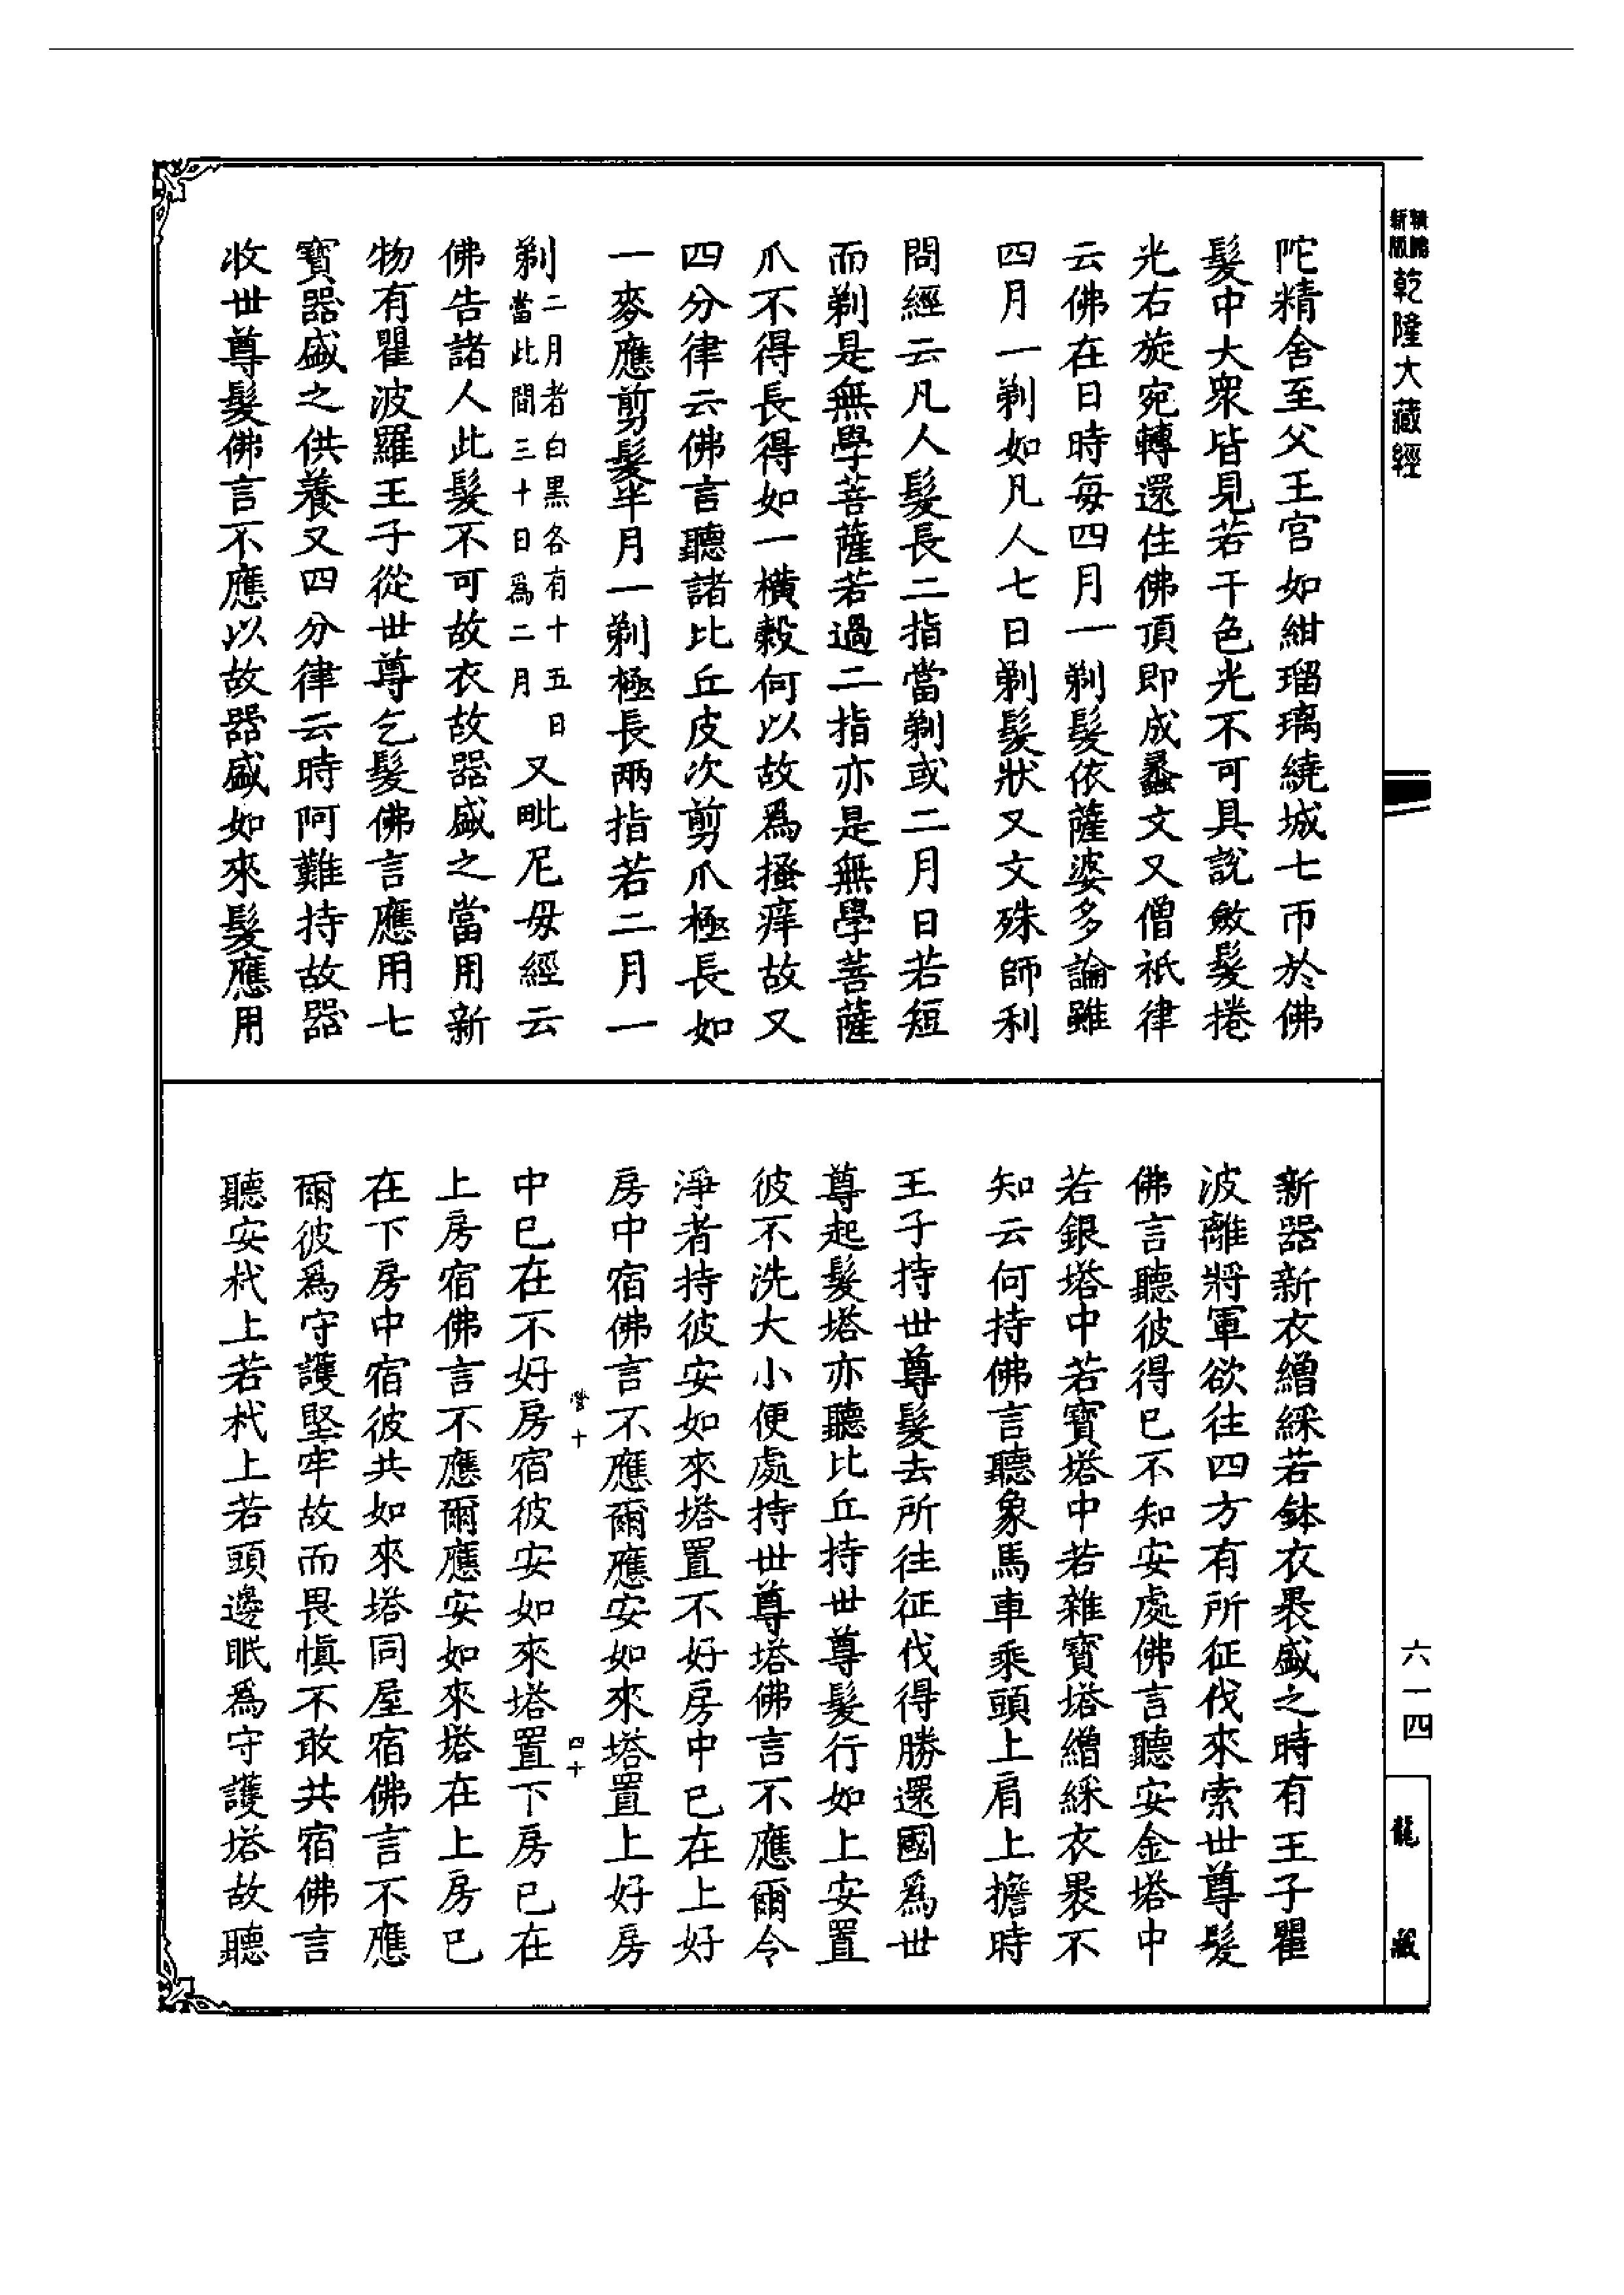 新版
精縮
乾隆大藏經
陀精舍至父王宮如紺瑠璃繞城七帀於佛
髮中大衆皆見若干色光不可具說斂髮捲
光右旋宛轉還住佛頂即成蠡文又僧祇律
云佛在日時每四月一剃髮依薩婆多論雖
四月一剃如凡人七日剃髮狀又文殊師利
問經云凡人髮長二指當剃或二月日若短
而剃是無學菩薩若過二指亦是無學菩薩
爪不得長得如一橫穀何以故爲搔痒故又
四分律云佛言聽諸比丘皮次剪爪極長如
一麥應剪髮半月一剃極長兩指若二月一
剃二月者白黑各有十五日當此間三十日爲二月又毗尼毋經云
佛告諸人此髮不可故衣故器盛之當用新
物有瞿波羅王子從世尊乞髮佛言應用七
寶器盛之供養又四分律云時阿難持故器
收世尊髮佛言不應以故器盛如來髮應用
新器新衣繒綵若鉢衣褁盛之時有王子瞿
波離將軍欲往四方有所征伐來索世尊髮
佛言聽彼得已不知安處佛言聽安金塔中
若銀塔中若寶塔中若雜寶塔繒綵衣褁不
知云何持佛言聽象馬車乘頭上肩上擔時
王子持世尊髮去所往征伐得勝還國爲世
尊起髮塔亦聽比丘持世尊髮行如上安置
彼不洗大小便處持世尊塔佛言不應爾令
淨者持彼安如來塔置不好房中已在上好
房中宿佛言不應爾應安如來塔置上好房
中已在不好房宿彼安如來塔置下房已在
上房宿佛言不應爾應安如來塔在上房已
在下房中宿彼共如來塔同屋宿佛言不應
爾彼爲守護堅牢故而畏慎不敢共宿佛言
聽安杙上若杙上若頭邊眠爲守護塔故聽
六一四
龍藏